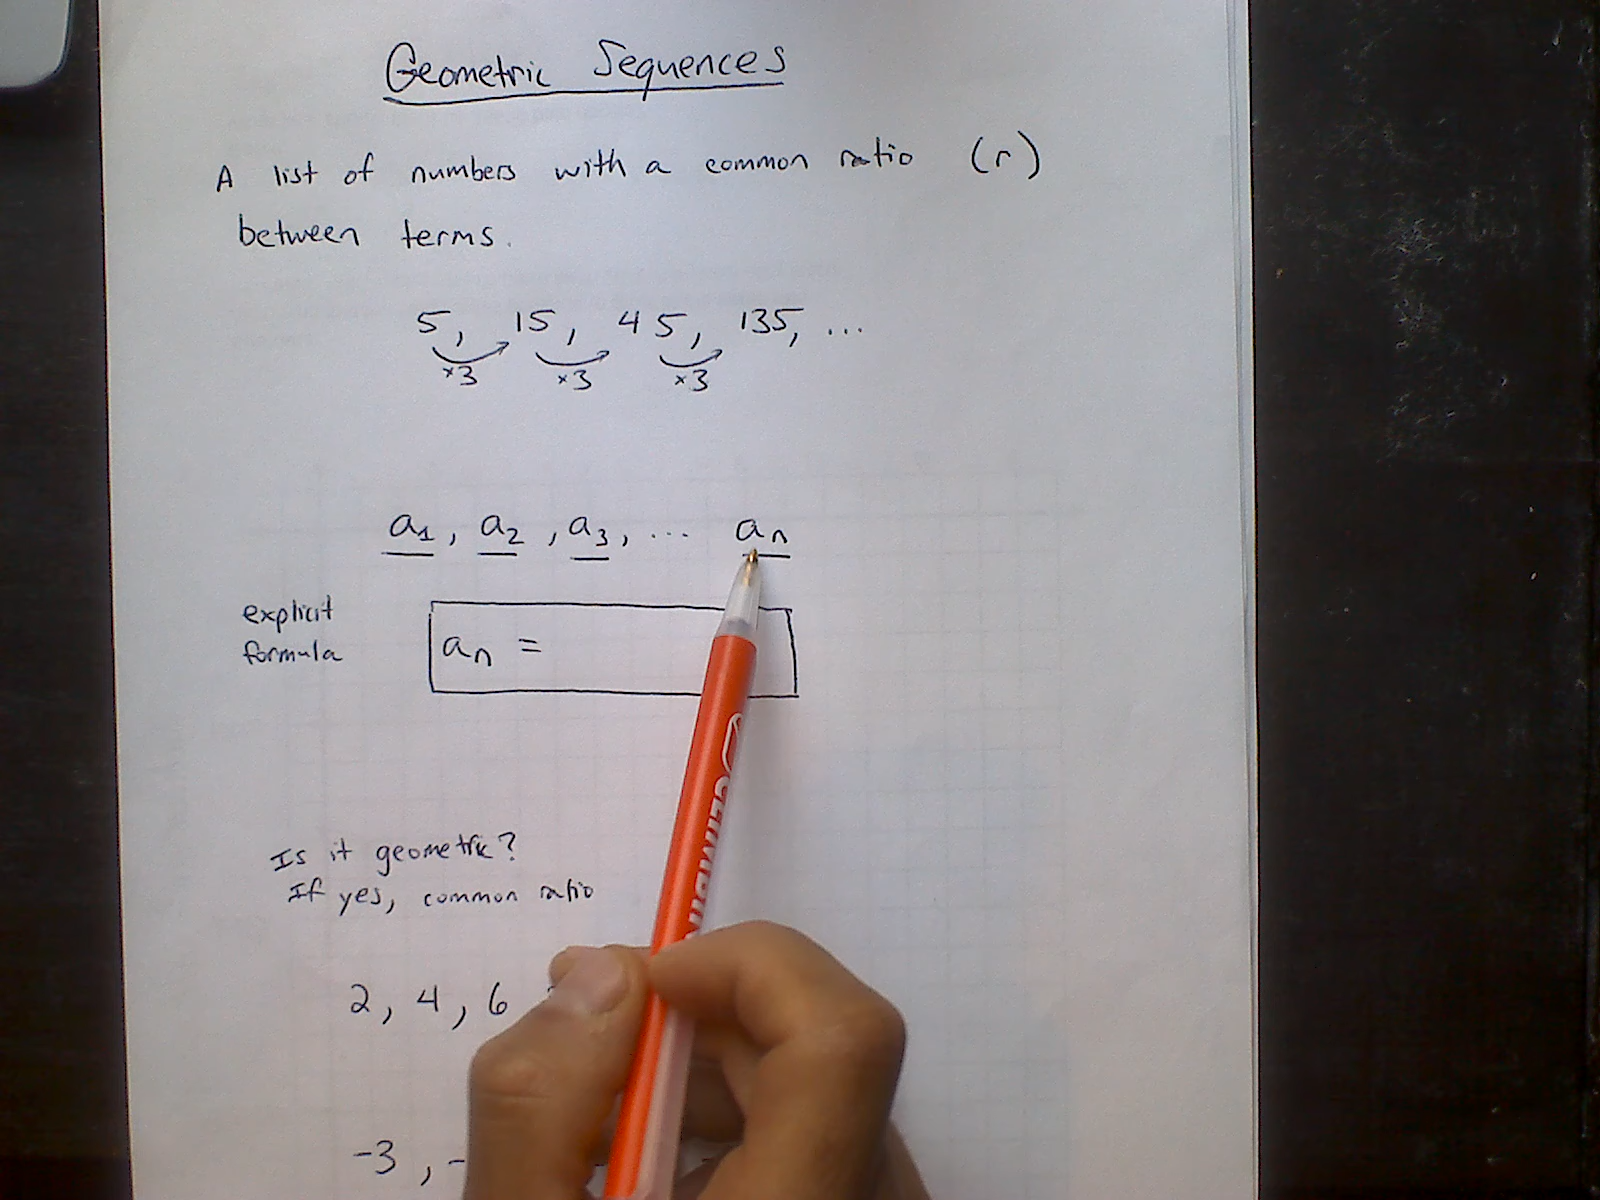 Geometric Sequences
A list of numbers with a common ratio (r)
between terms.
5, 15, 45, 135, ...
×3 ×3 ×3
a₁, a₂, a₃, ... aₙ
explicit
formula
aₙ =
Is it geometric?
If yes, common ratio
2, 4, 6
-3, -